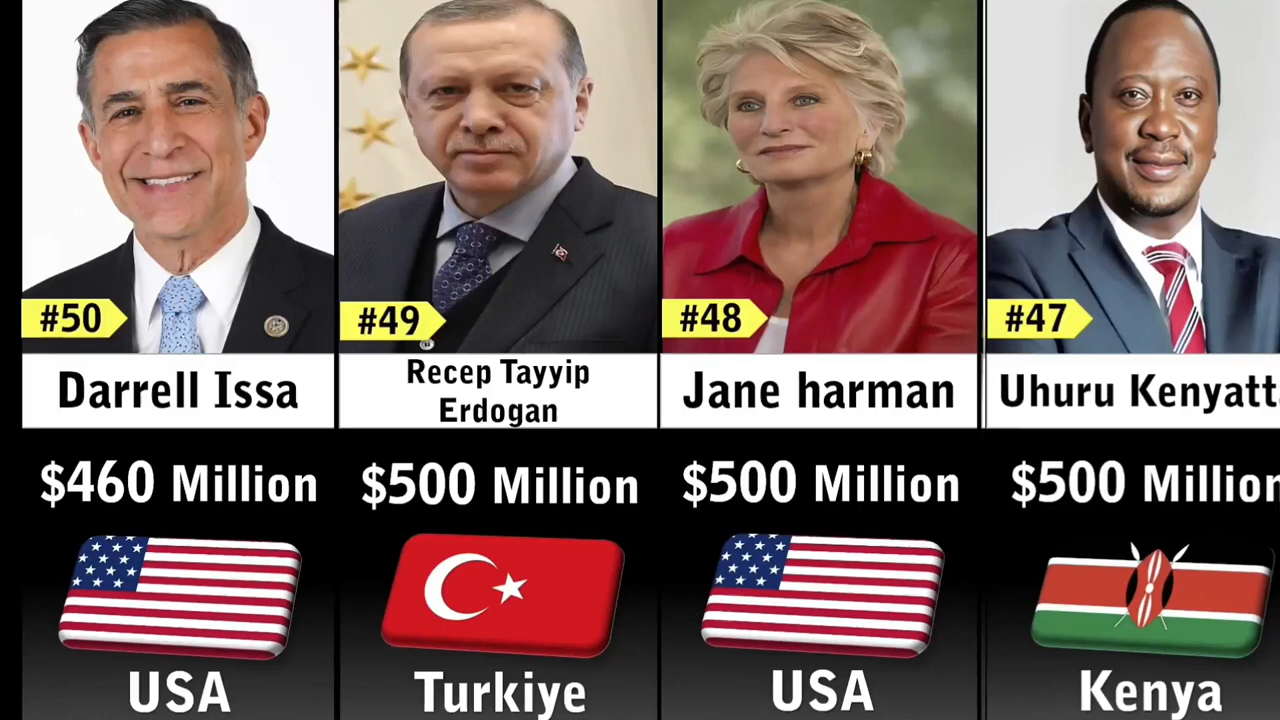 #50
Darrell Issa
$460 Million
USA
#49
Recep Tayyip
Erdogan
$500 Million
Turkiye
#48
Jane harman
$500 Million
USA
#47
Uhuru Kenyatt
$500 Million
Kenya